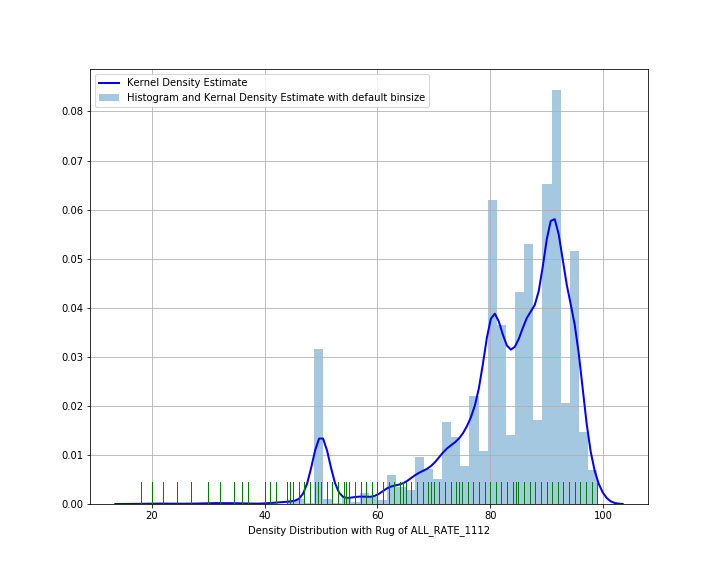 Kernel Density Estimate
Histogram and Kernal Density Estimate with default binsize
0.08
0.07
0.06
0.05
0.04
0.03
0.02
0.01
0.00
20 40 60 80 100
Density Distribution with Rug of ALL_RATE_1112